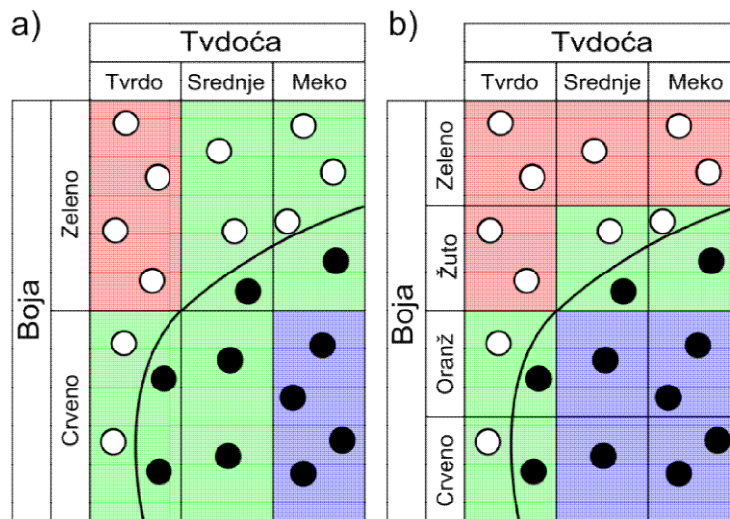 a)
Tvdoća
Tvrdo Srednje Meko
Boja
Zeleno
Crveno
b)
Tvdoća
Tvrdo Srednje Meko
Boja
Zeleno
Žuto
Oranž
Crveno